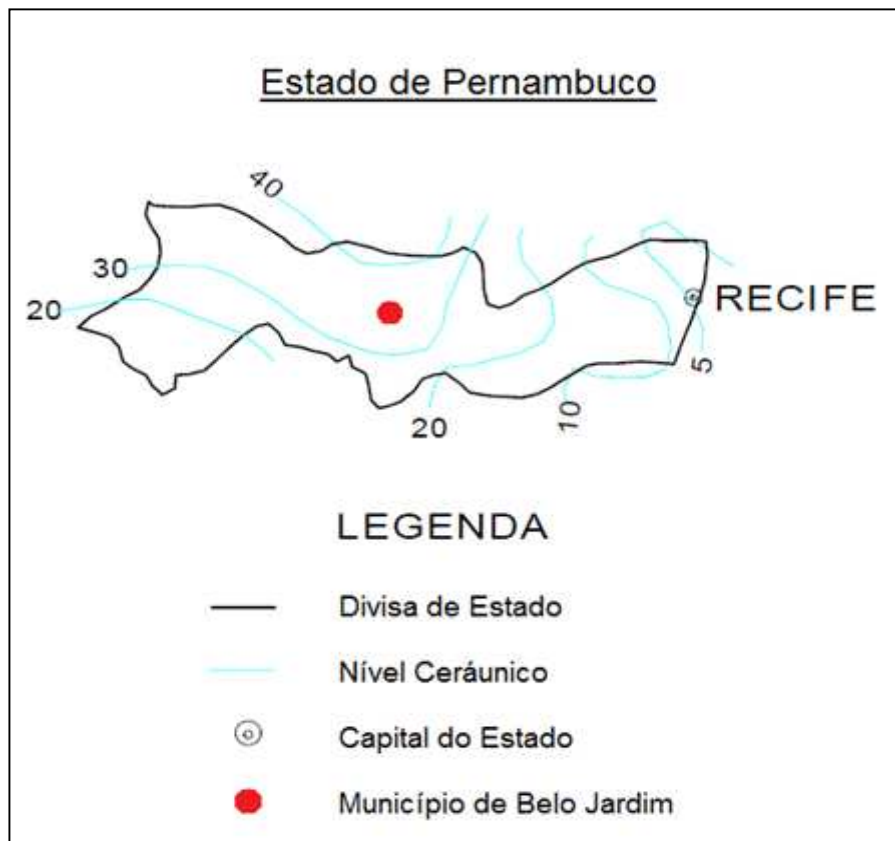 Estado de Pernambuco
40
30
20
RECIFE
5
20
10
LEGENDA
Divisa de Estado
Nível Ceráunico
Capital do Estado
Município de Belo Jardim